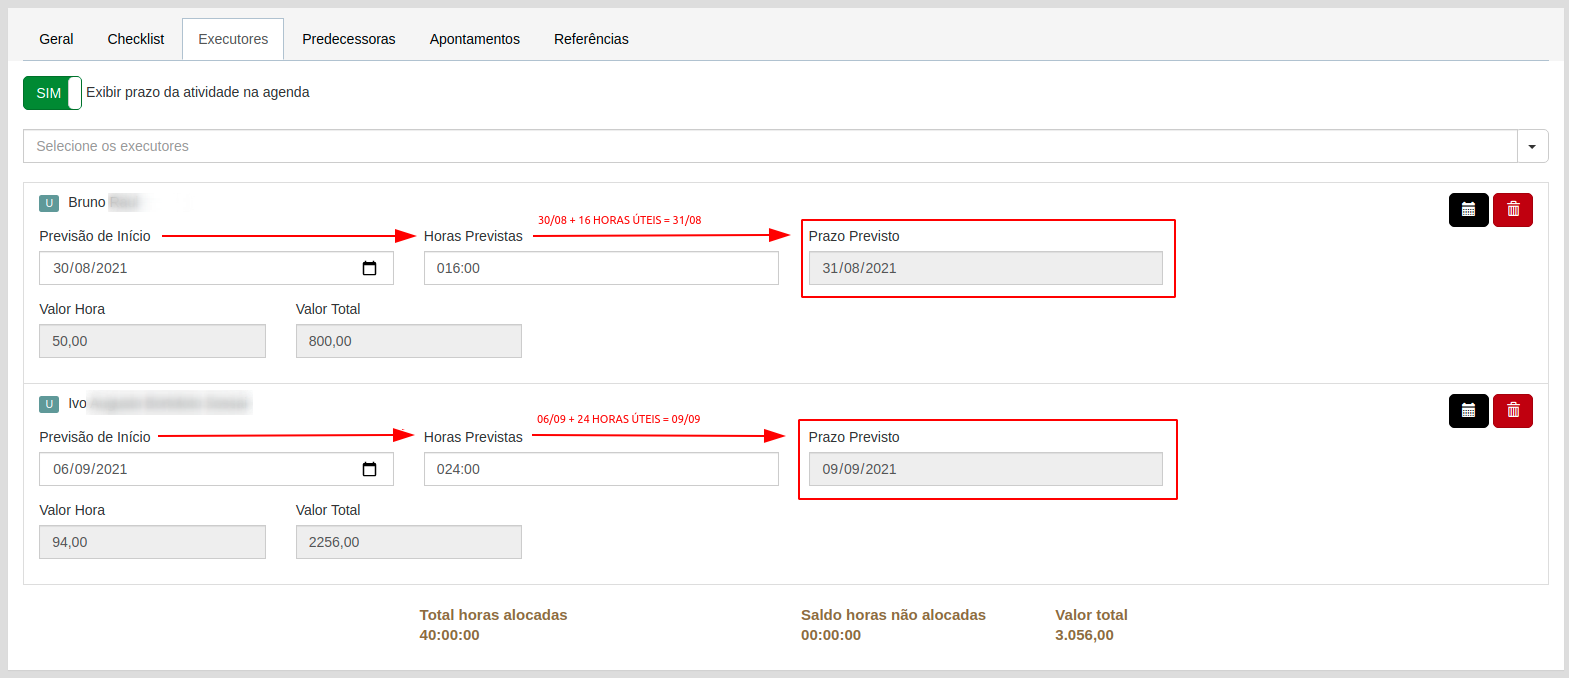 Geral Checklist Executores Predecessoras Apontamentos Referências
SIM Exibir prazo da atividade na agenda
Selecione os executores
U Bruno
30/08 + 16 HORAS ÚTEIS = 31/08
Previsão de Início Horas Previstas Prazo Previsto
30/08/2021 016:00 31/08/2021
Valor Hora Valor Total
50,00 800,00
U Ivo
06/09 + 24 HORAS ÚTEIS = 09/09
Previsão de Início Horas Previstas Prazo Previsto
06/09/2021 024:00 09/09/2021
Valor Hora Valor Total
94,00 2256,00
Total horas alocadas Saldo horas não alocadas Valor total
40:00:00 00:00:00 3.056,00